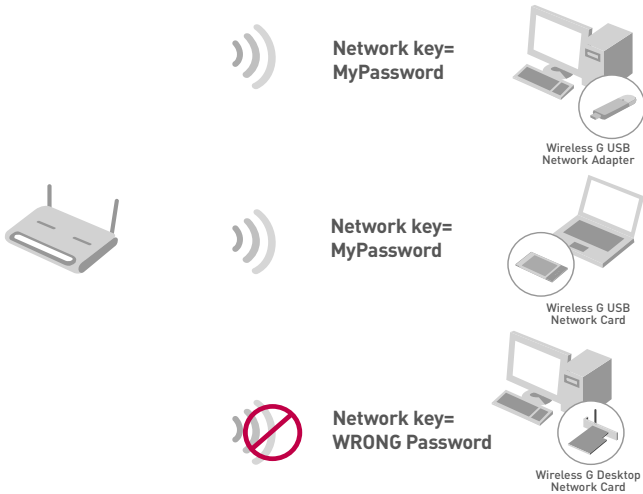 Network key=
MyPassword
Wireless G USB
Network Adapter
Network key=
MyPassword
Wireless G USB
Network Card
Network key=
WRONG Password
Wireless G Desktop
Network Card